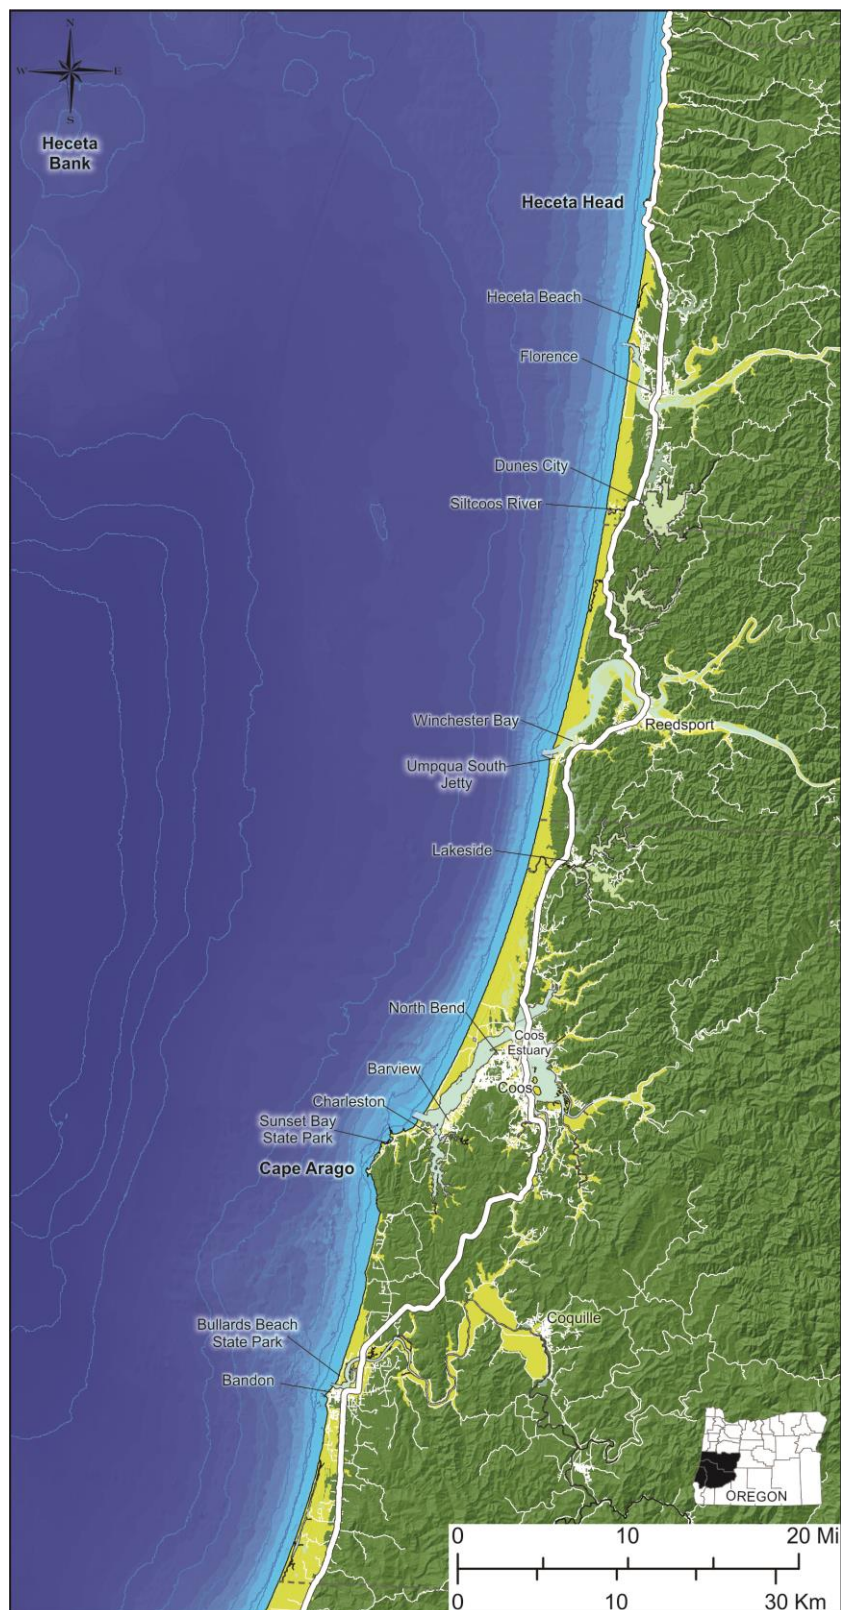 N
W E
S
Heceta
Bank
Heceta Head
Heceta Beach
Florence
Dunes City
Siltcoos River
Winchester Bay
Reedsport
Umpqua South
Jetty
Lakeside
North Bend
Coos
Estuary
Barview
Coos
Charleston
Sunset Bay
State Park
Cape Arago
Bullards Beach
State Park
Coquille
Bandon
OREGON
0 10 20 Mi
0 10 30 Km